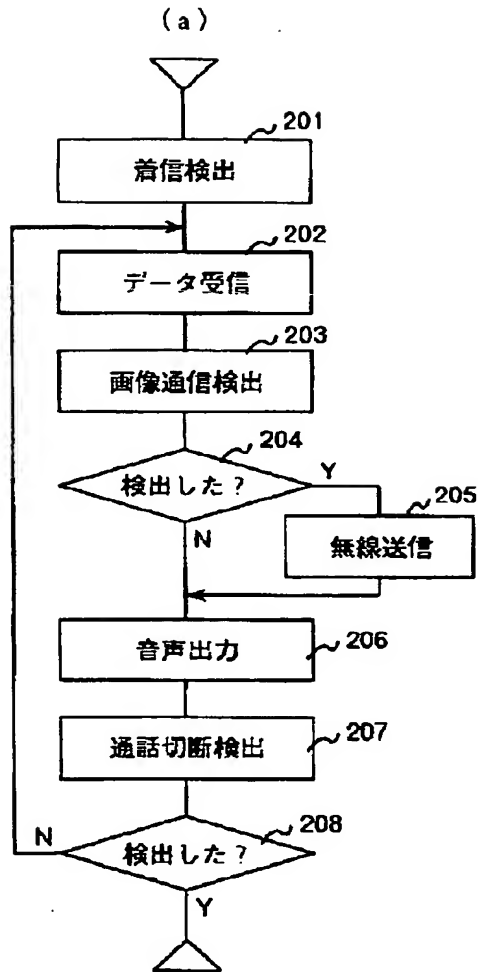 (a)
201
着信検出
202
データ受信
203
画像通信検出
204
検出した?
Y
N
205
無線送信
音声出力
206
通話切断検出
207
208
N
検出した?
Y